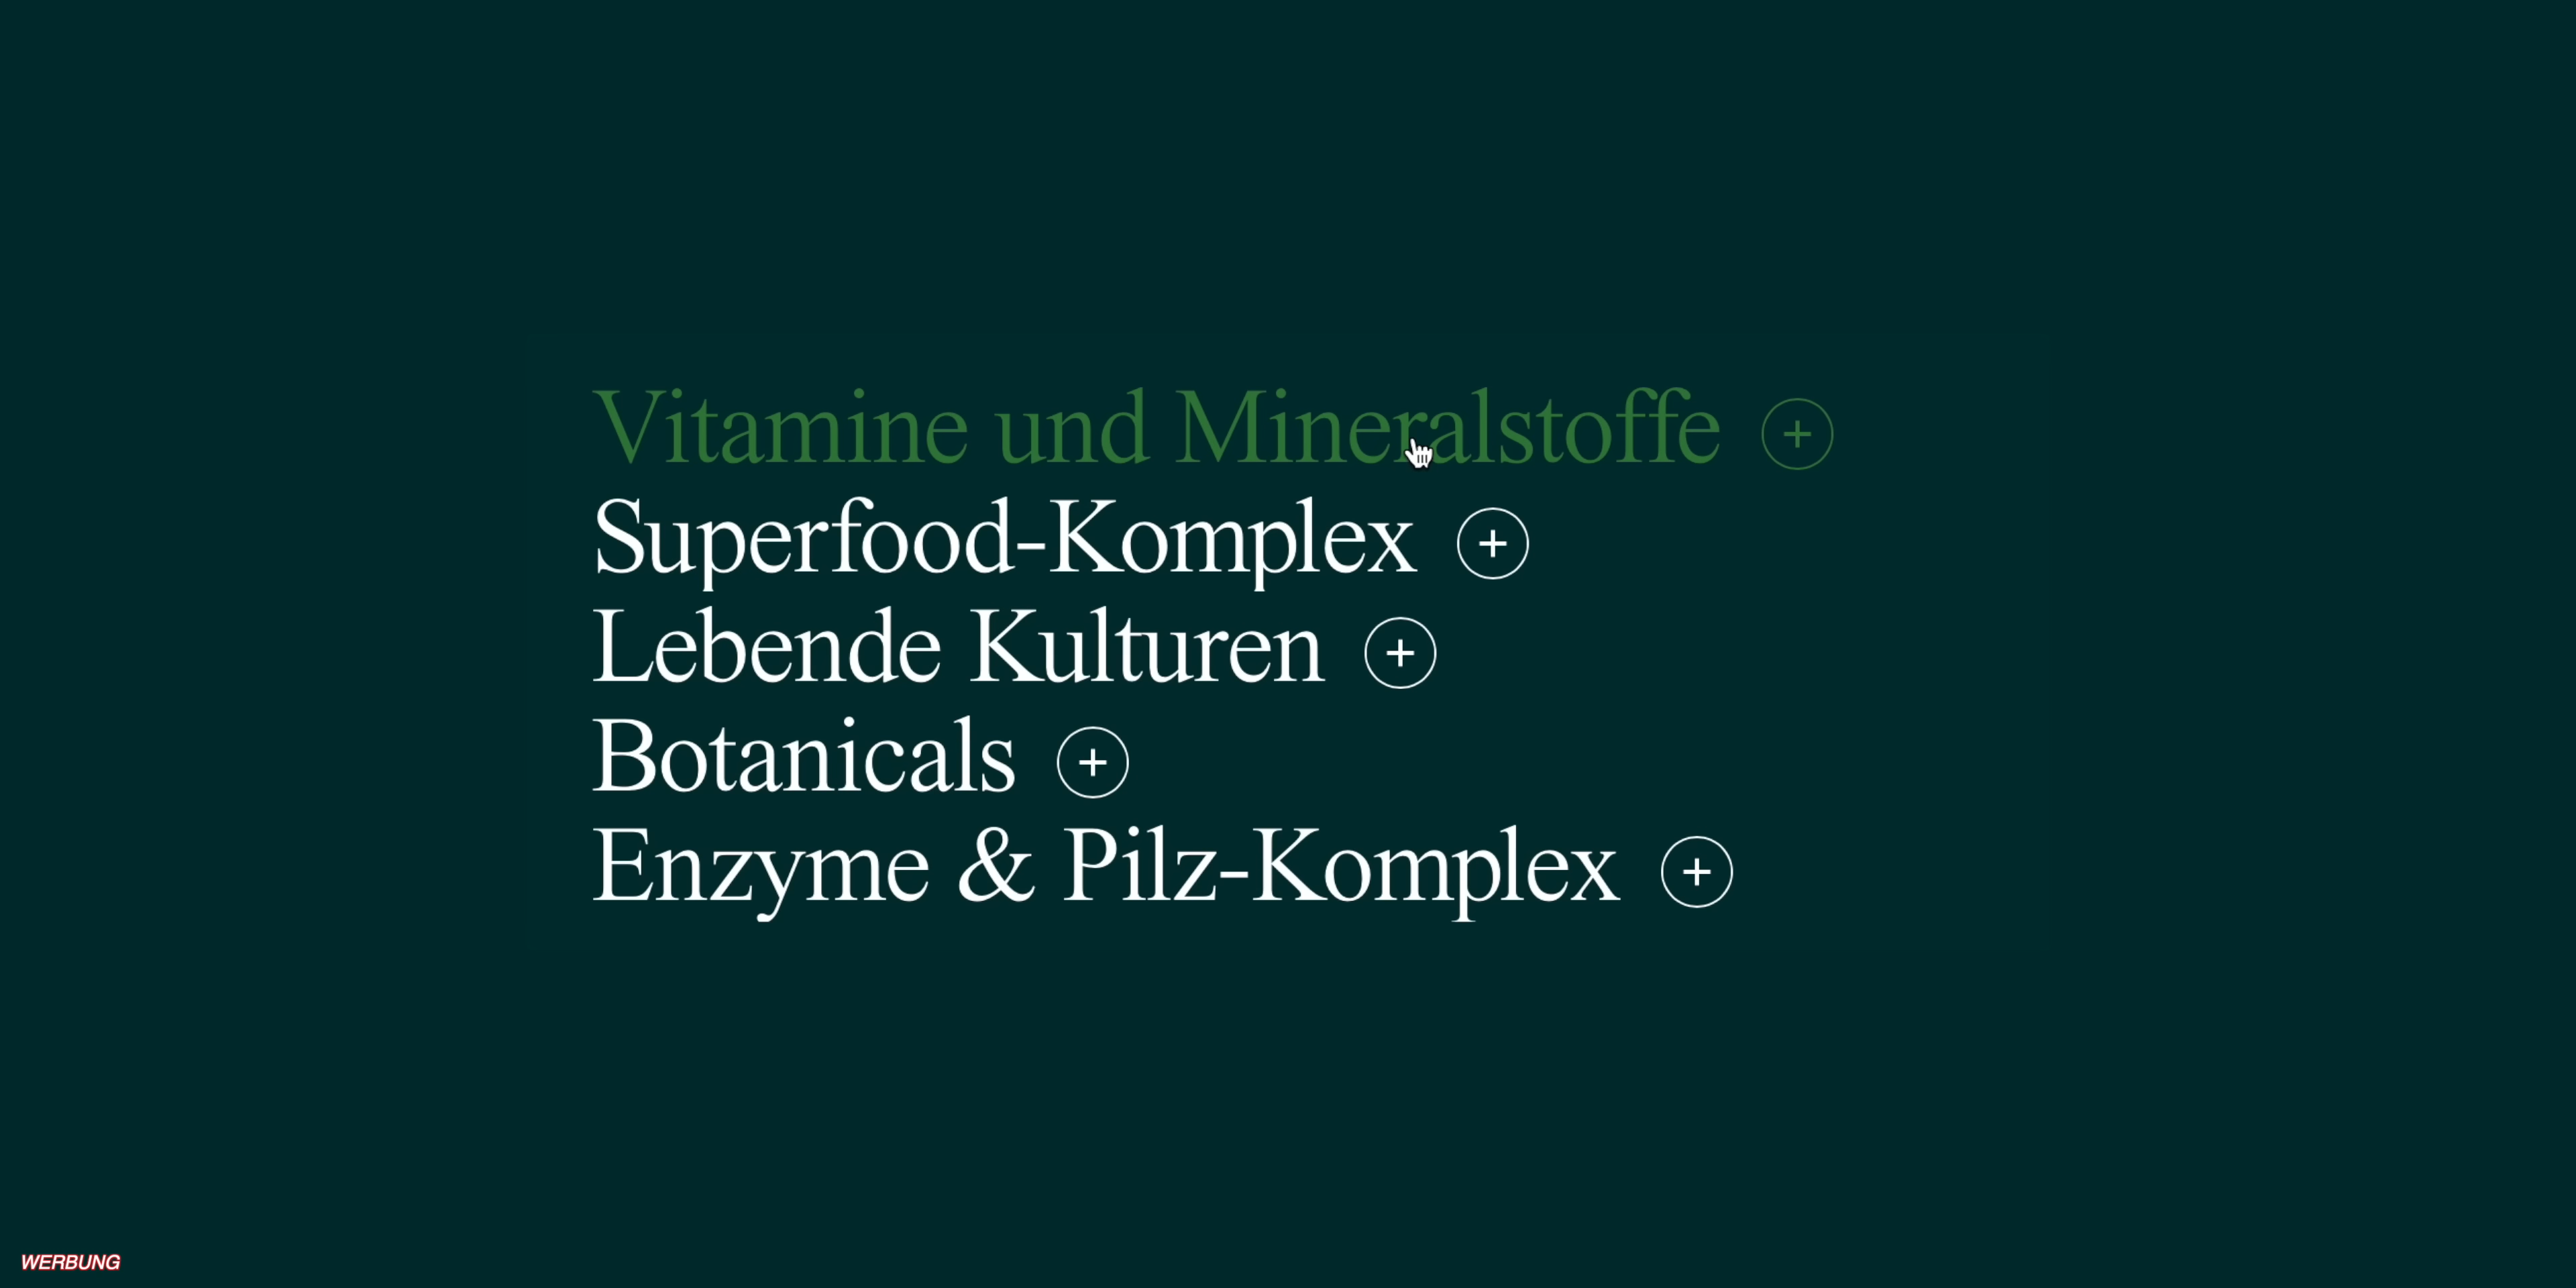 Vitamine und Mineralstoffe
Superfood-Komplex
Lebende Kulturen
Botanicals
Enzyme & Pilz-Komplex
WERBUNG